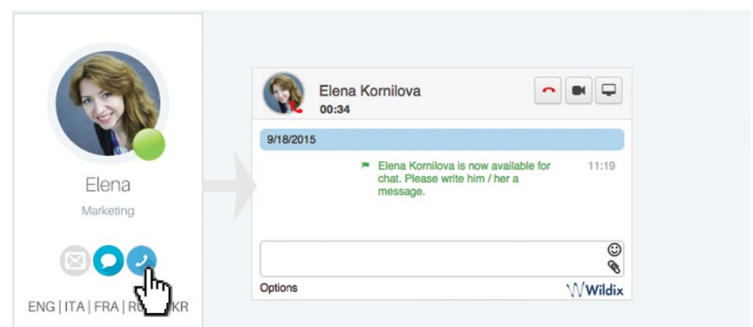 Elena
Marketing
ENG | ITA | FRA | KR
Elena Kornilova
00:34
9/18/2015
Elena Kornilova is now available for
chat. Please write him / her a
message.
11:19
Options
Wildix